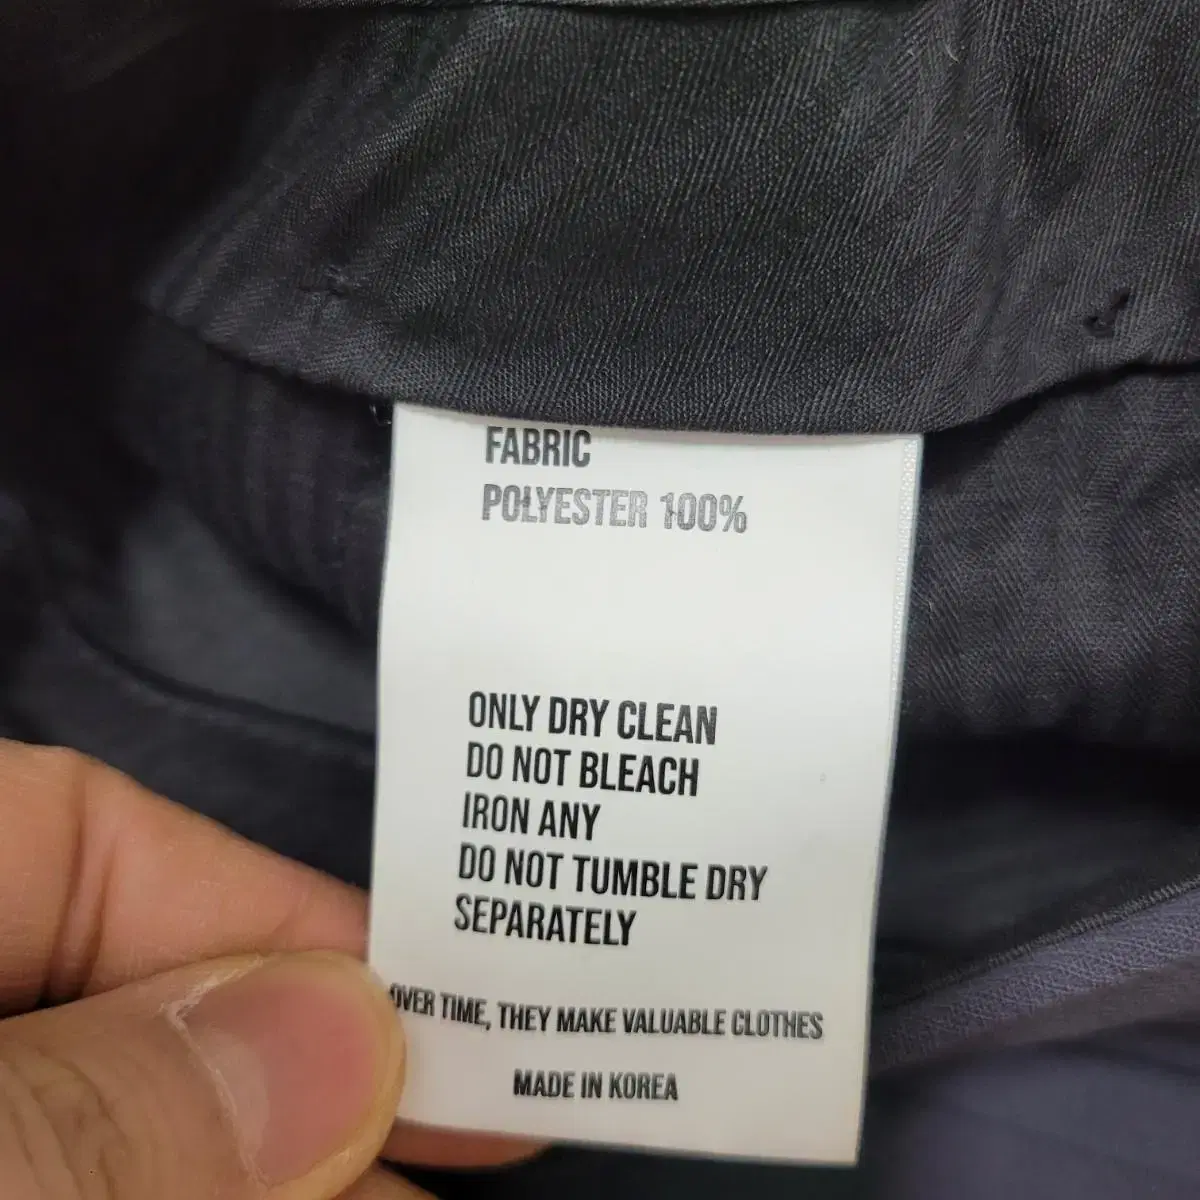 FABRIC
POLYESTER 100%
ONLY DRY CLEAN
DO NOT BLEACH
IRON ANY
DO NOT TUMBLE DRY
SEPARATELY
OVER TIME, THEY MAKE VALUABLE CLOTHES
MADE IN KOREA